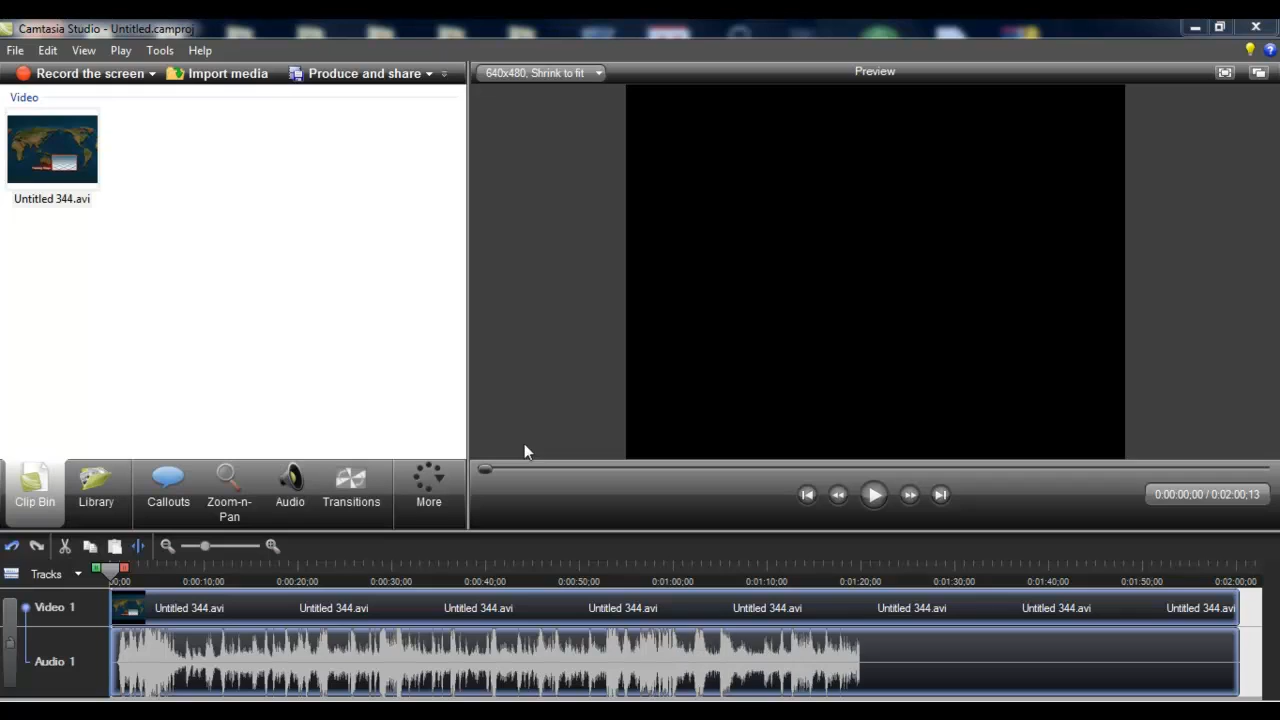 Camtasia Studio - Untitled.camproj
File Edit View Play Tools Help
Record the screen Import media Produce and share
640x480, Shrink to fit
Preview
Video
Untitled 344.avi
Clip Bin
Library
Callouts
Zoom-n-
Pan
Audio
Transitions
More
0:00:00;00 / 0:02:00;13
Tracks
00;00 0:00:10;00 0:00:20;00 0:00:30;00 0:00:40;00 0:00:50;00 0:01:00;00 0:01:10;00 0:01:20;00 0:01:30;00 0:01:40;00 0:01:50;00 0:02:00;00
Video 1
Untitled 344.avi Untitled 344.avi Untitled 344.avi Untitled 344.avi Untitled 344.avi Untitled 344.avi Untitled 344.avi Untitled 344.avi
Audio 1